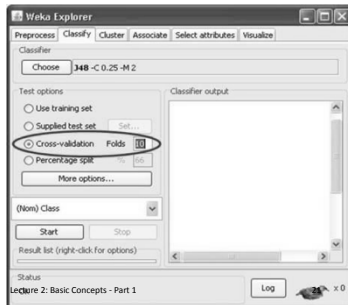 Weka Explorer
Preprocess Classify Cluster Associate Select attributes Visualize
Classifier
Choose J48 -C 0.25 -M 2
Test options
Use training set
Supplied test set Set...
Cross-validation Folds 10
Percentage split % 66
More options...
(Nom) Class
Start Stop
Result list (right-click for options)
Classifier output
Status
Lecture 2: Basic Concepts - Part 1
Log
x 0